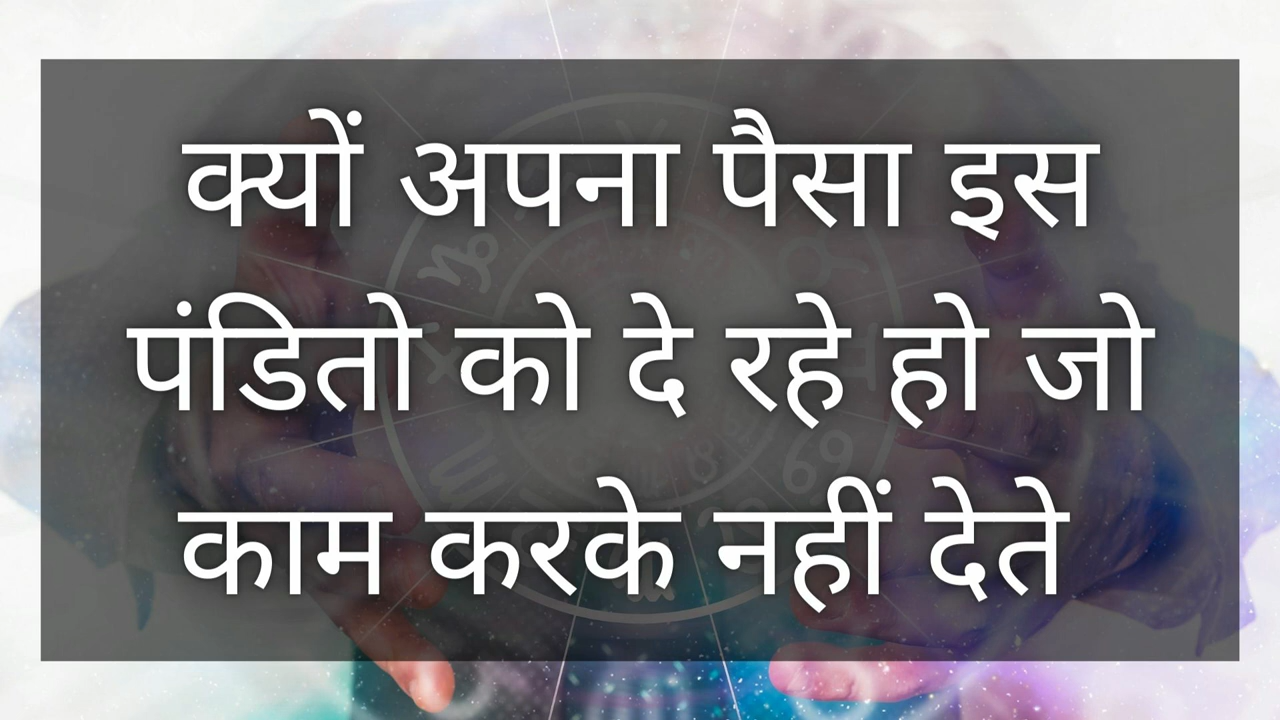 क्यों अपना पैसा इस
पंडितो को दे रहे हो जो
काम करके नहीं देते